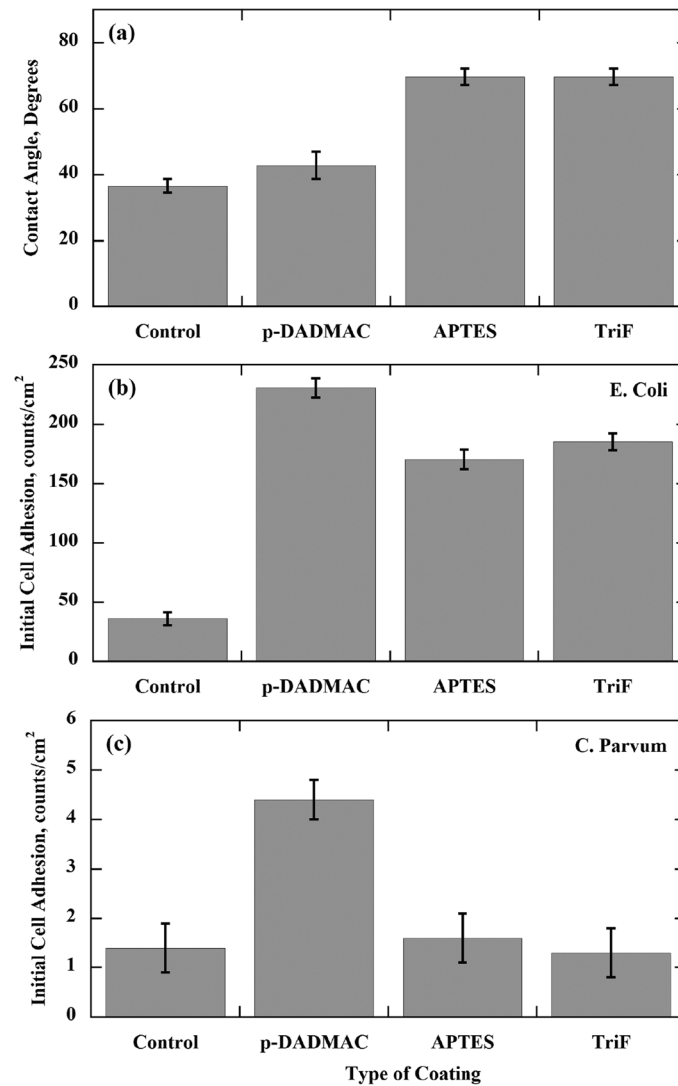 (a)
Contact Angle, Degrees
80
60
40
20
0
Control p-DADMAC APTES TriF
(b)
E. Coli
Initial Cell Adhesion, counts/cm²
250
200
150
100
50
0
Control p-DADMAC APTES TriF
(c)
C. Parvum
Initial Cell Adhesion, counts/cm²
6
5
4
3
2
1
0
Control p-DADMAC APTES TriF
Type of Coating